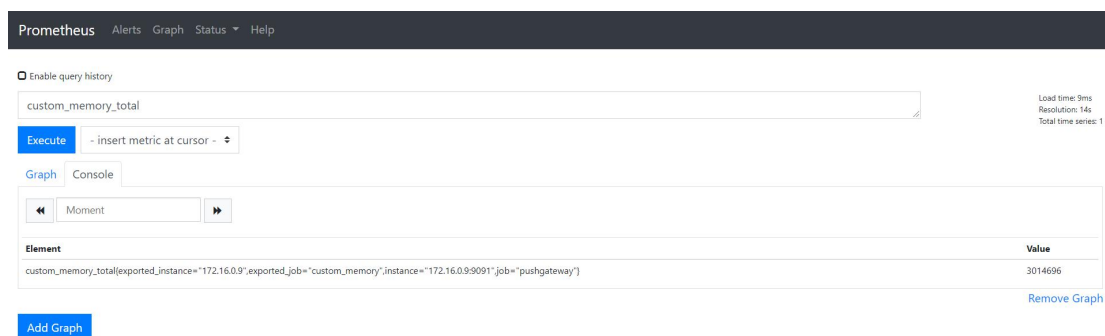 Prometheus Alerts Graph Status Help
Enable query history
custom_memory_total
Load time: 9ms
Resolution: 14s
Total time series: 1
Execute - insert metric at cursor -
Graph Console
Moment
Element Value
custom_memory_total{exported_instance="172.16.0.9",exported_job="custom_memory",instance="172.16.0.9:9091",job="pushgateway"} 3014696
Remove Graph
Add Graph